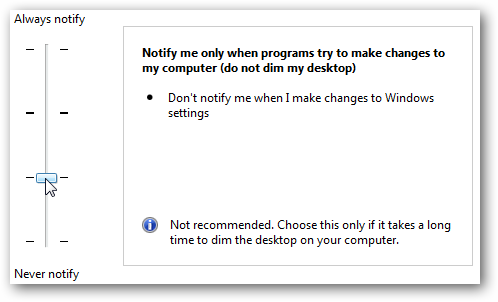 Always notify
Notify me only when programs try to make changes to
my computer (do not dim my desktop)
Don't notify me when I make changes to Windows
settings
Not recommended. Choose this only if it takes a long
time to dim the desktop on your computer.
Never notify